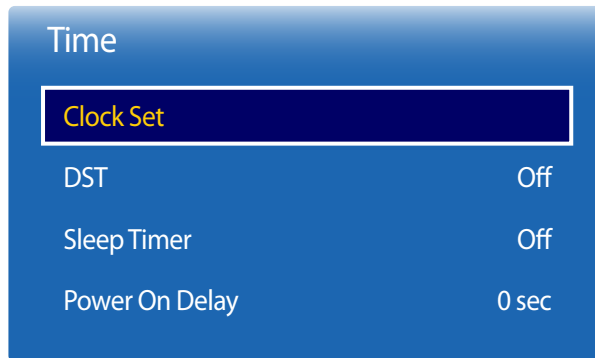 Time
Clock Set
DST Off
Sleep Timer Off
Power On Delay 0 sec